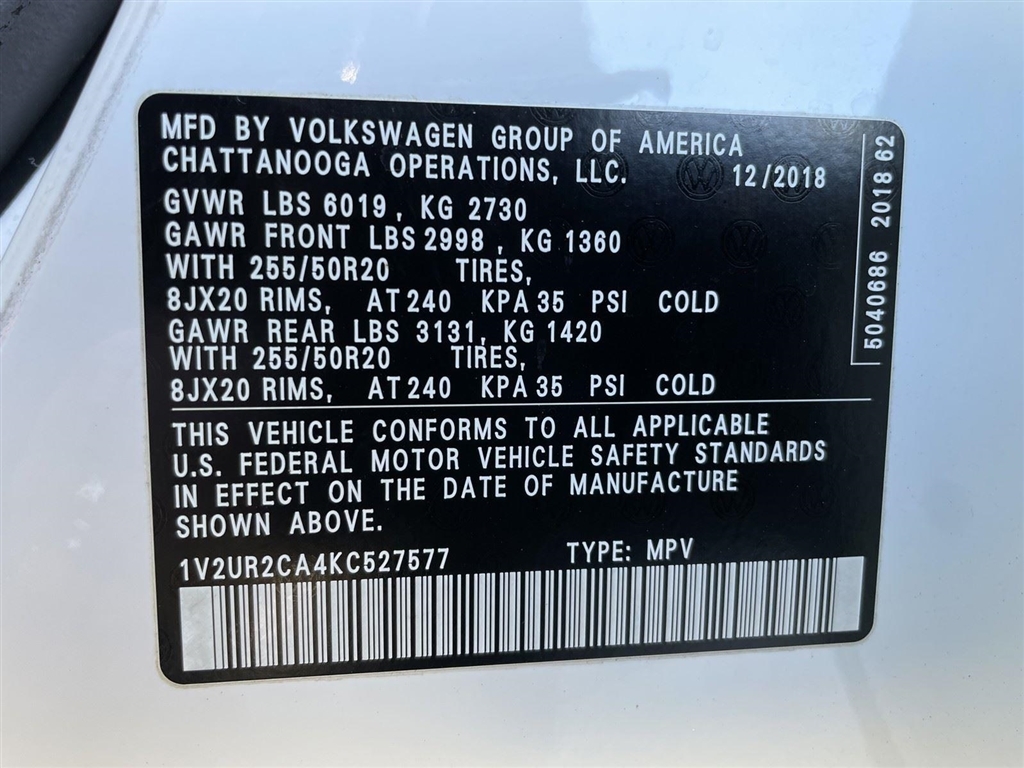 MFD BY VOLKSWAGEN GROUP OF AMERICA
CHATTANOOGA OPERATIONS, LLC. 12/2018
GVWR LBS 6019, KG 2730
GAWR FRONT LBS 2998, KG 1360
WITH 255/50R20 TIRES,
8JX20 RIMS, AT 240 KPA 35 PSI COLD
GAWR REAR LBS 3131, KG 1420
WITH 255/50R20 TIRES,
8JX20 RIMS, AT 240 KPA 35 PSI COLD
THIS VEHICLE CONFORMS TO ALL APPLICABLE
U.S. FEDERAL MOTOR VEHICLE SAFETY STANDARDS
IN EFFECT ON THE DATE OF MANUFACTURE
SHOWN ABOVE.
1V2UR2CA4KC527577 TYPE: MPV
5040686 2018 62